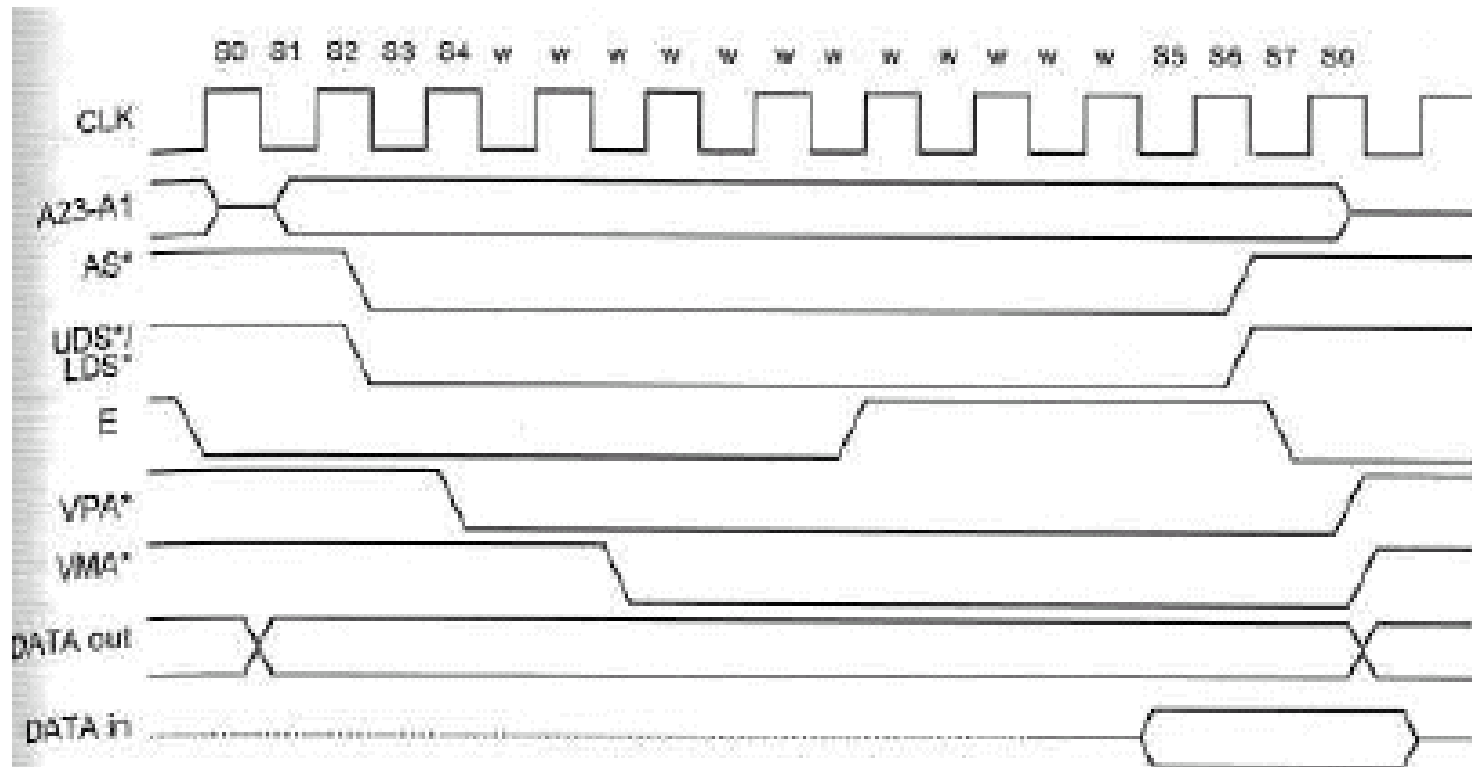 S0 S1 S2 S3 S4 w w w w w w w w w w w w S5 S6 S7 S0
CLK
A23-A1
AS*
UDS*/
LDS*
E
VPA*
VMA*
DATA out
DATA in